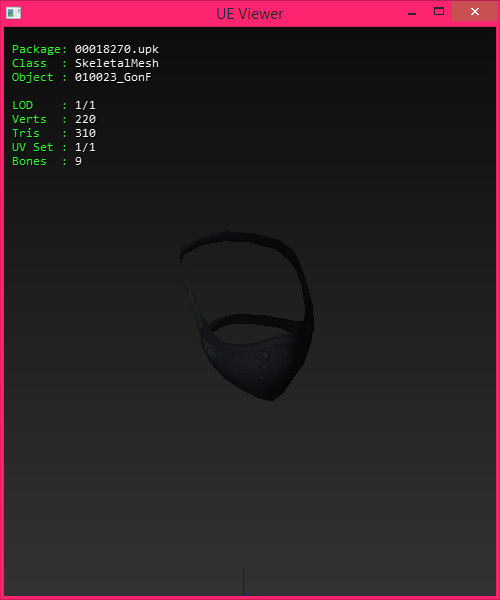 UE Viewer
Package: 00018270.upk
Class : SkeletalMesh
Object : 010023_GonF
LOD : 1/1
Verts : 220
Tris : 310
UV Set : 1/1
Bones : 9